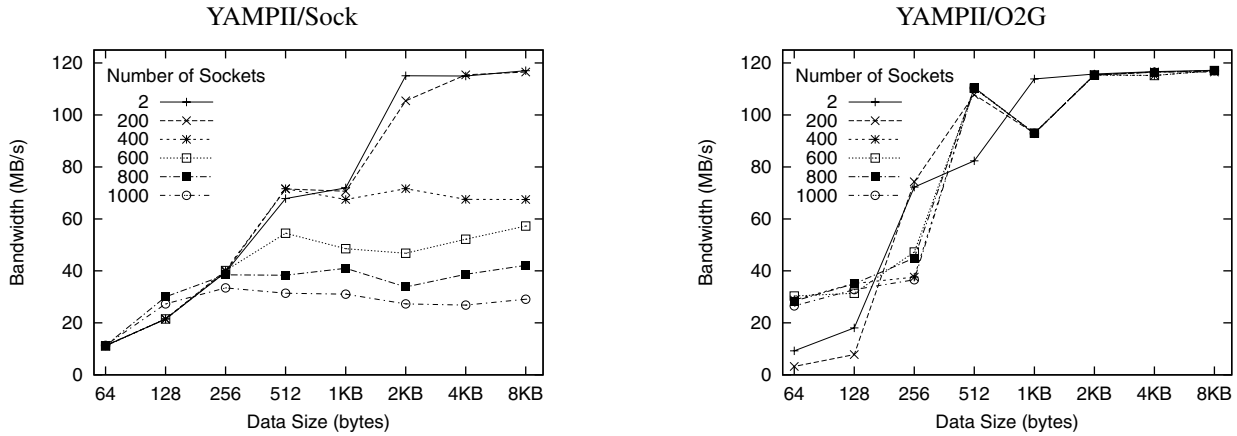 YAMPII/Sock
120
100
80
60
40
20
0
Bandwidth (MB/s)
Number of Sockets
2
200
400
600
800
1000
64 128 256 512 1KB 2KB 4KB 8KB
Data Size (bytes)
YAMPII/O2G
120
100
80
60
40
20
0
Bandwidth (MB/s)
Number of Sockets
2
200
400
600
800
1000
64 128 256 512 1KB 2KB 4KB 8KB
Data Size (bytes)